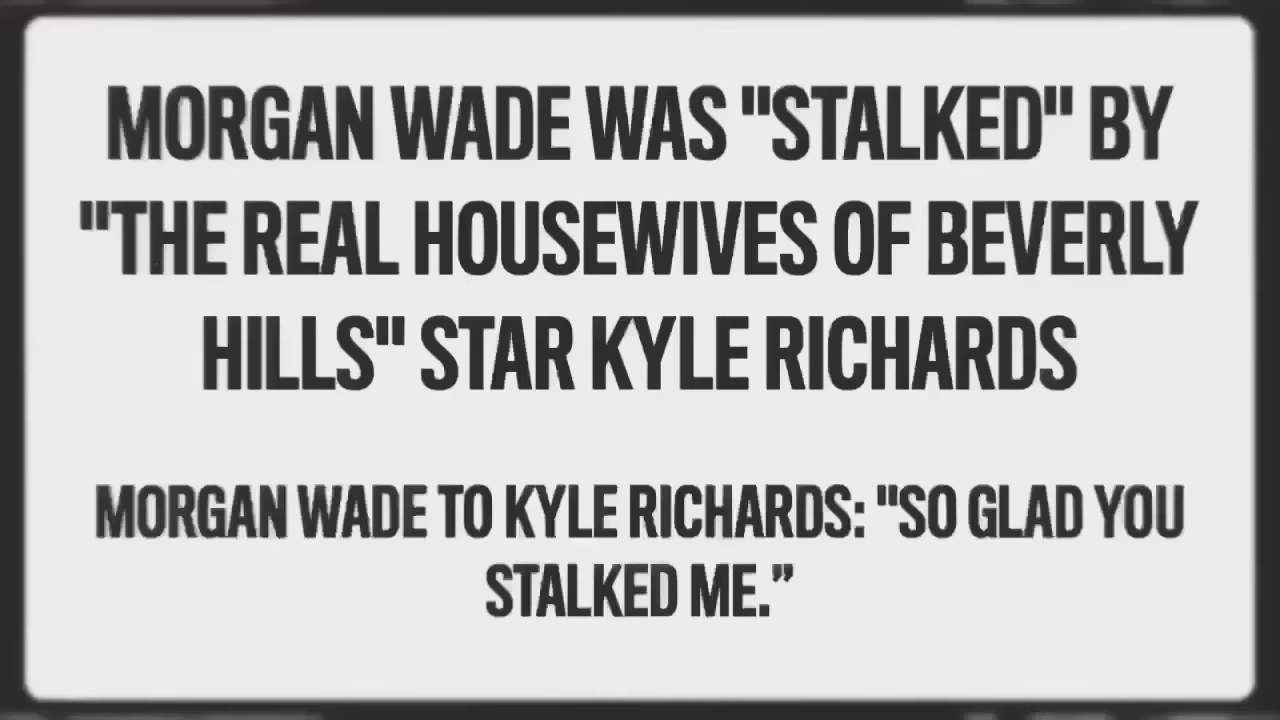 MORGAN WADE WAS "STALKED" BY
"THE REAL HOUSEWIVES OF BEVERLY
HILLS" STAR KYLE RICHARDS
MORGAN WADE TO KYLE RICHARDS: "SO GLAD YOU
STALKED ME.”